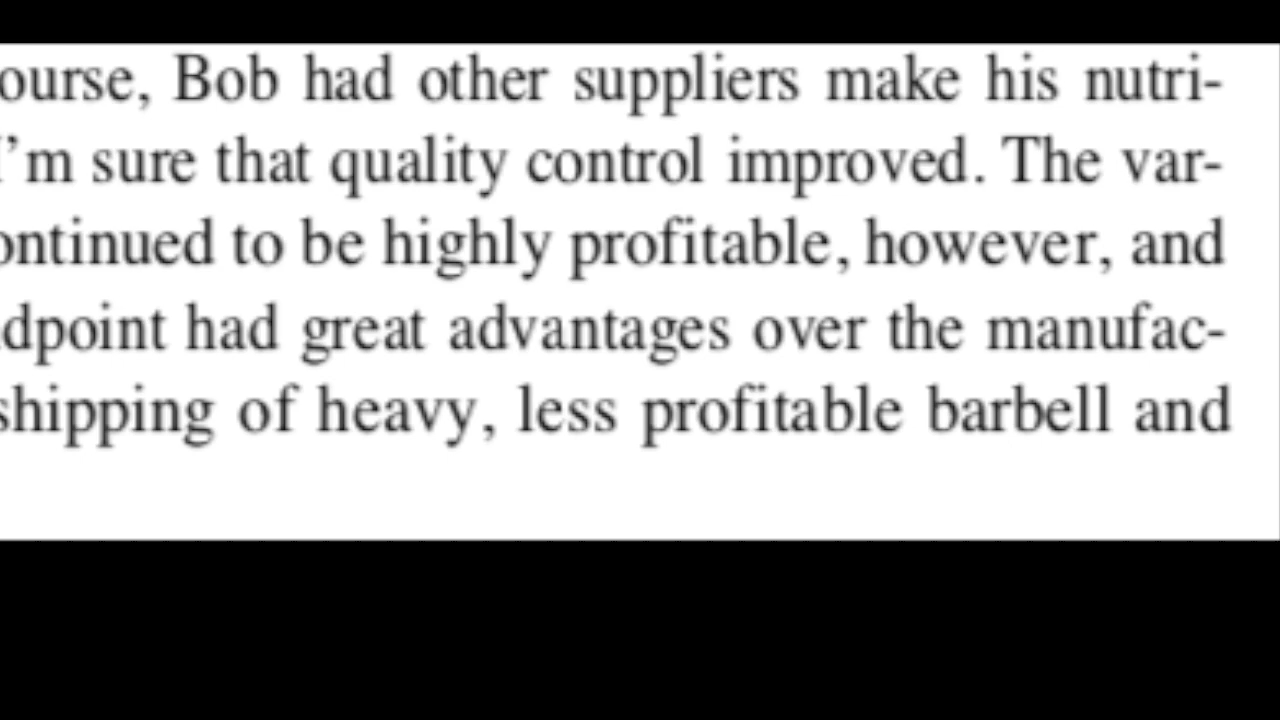 ourse, Bob had other suppliers make his nutri-
I'm sure that quality control improved. The var-
ontinued to be highly profitable, however, and
dpoint had great advantages over the manufac-
shipping of heavy, less profitable barbell and